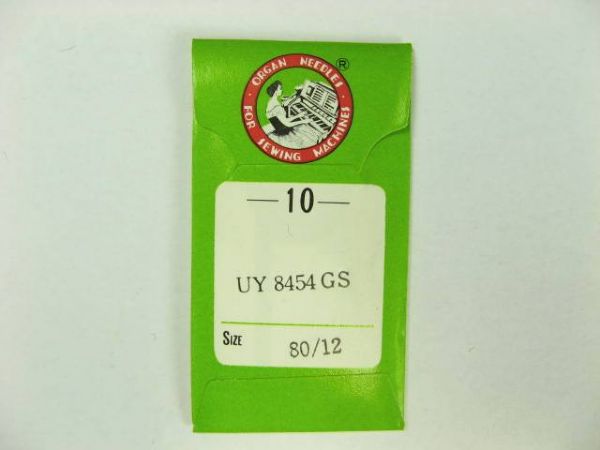 ORGAN NEEDLES
FOR SEWING MACHINES
®
—10—
UY 8454 GS
SIZE 80/12